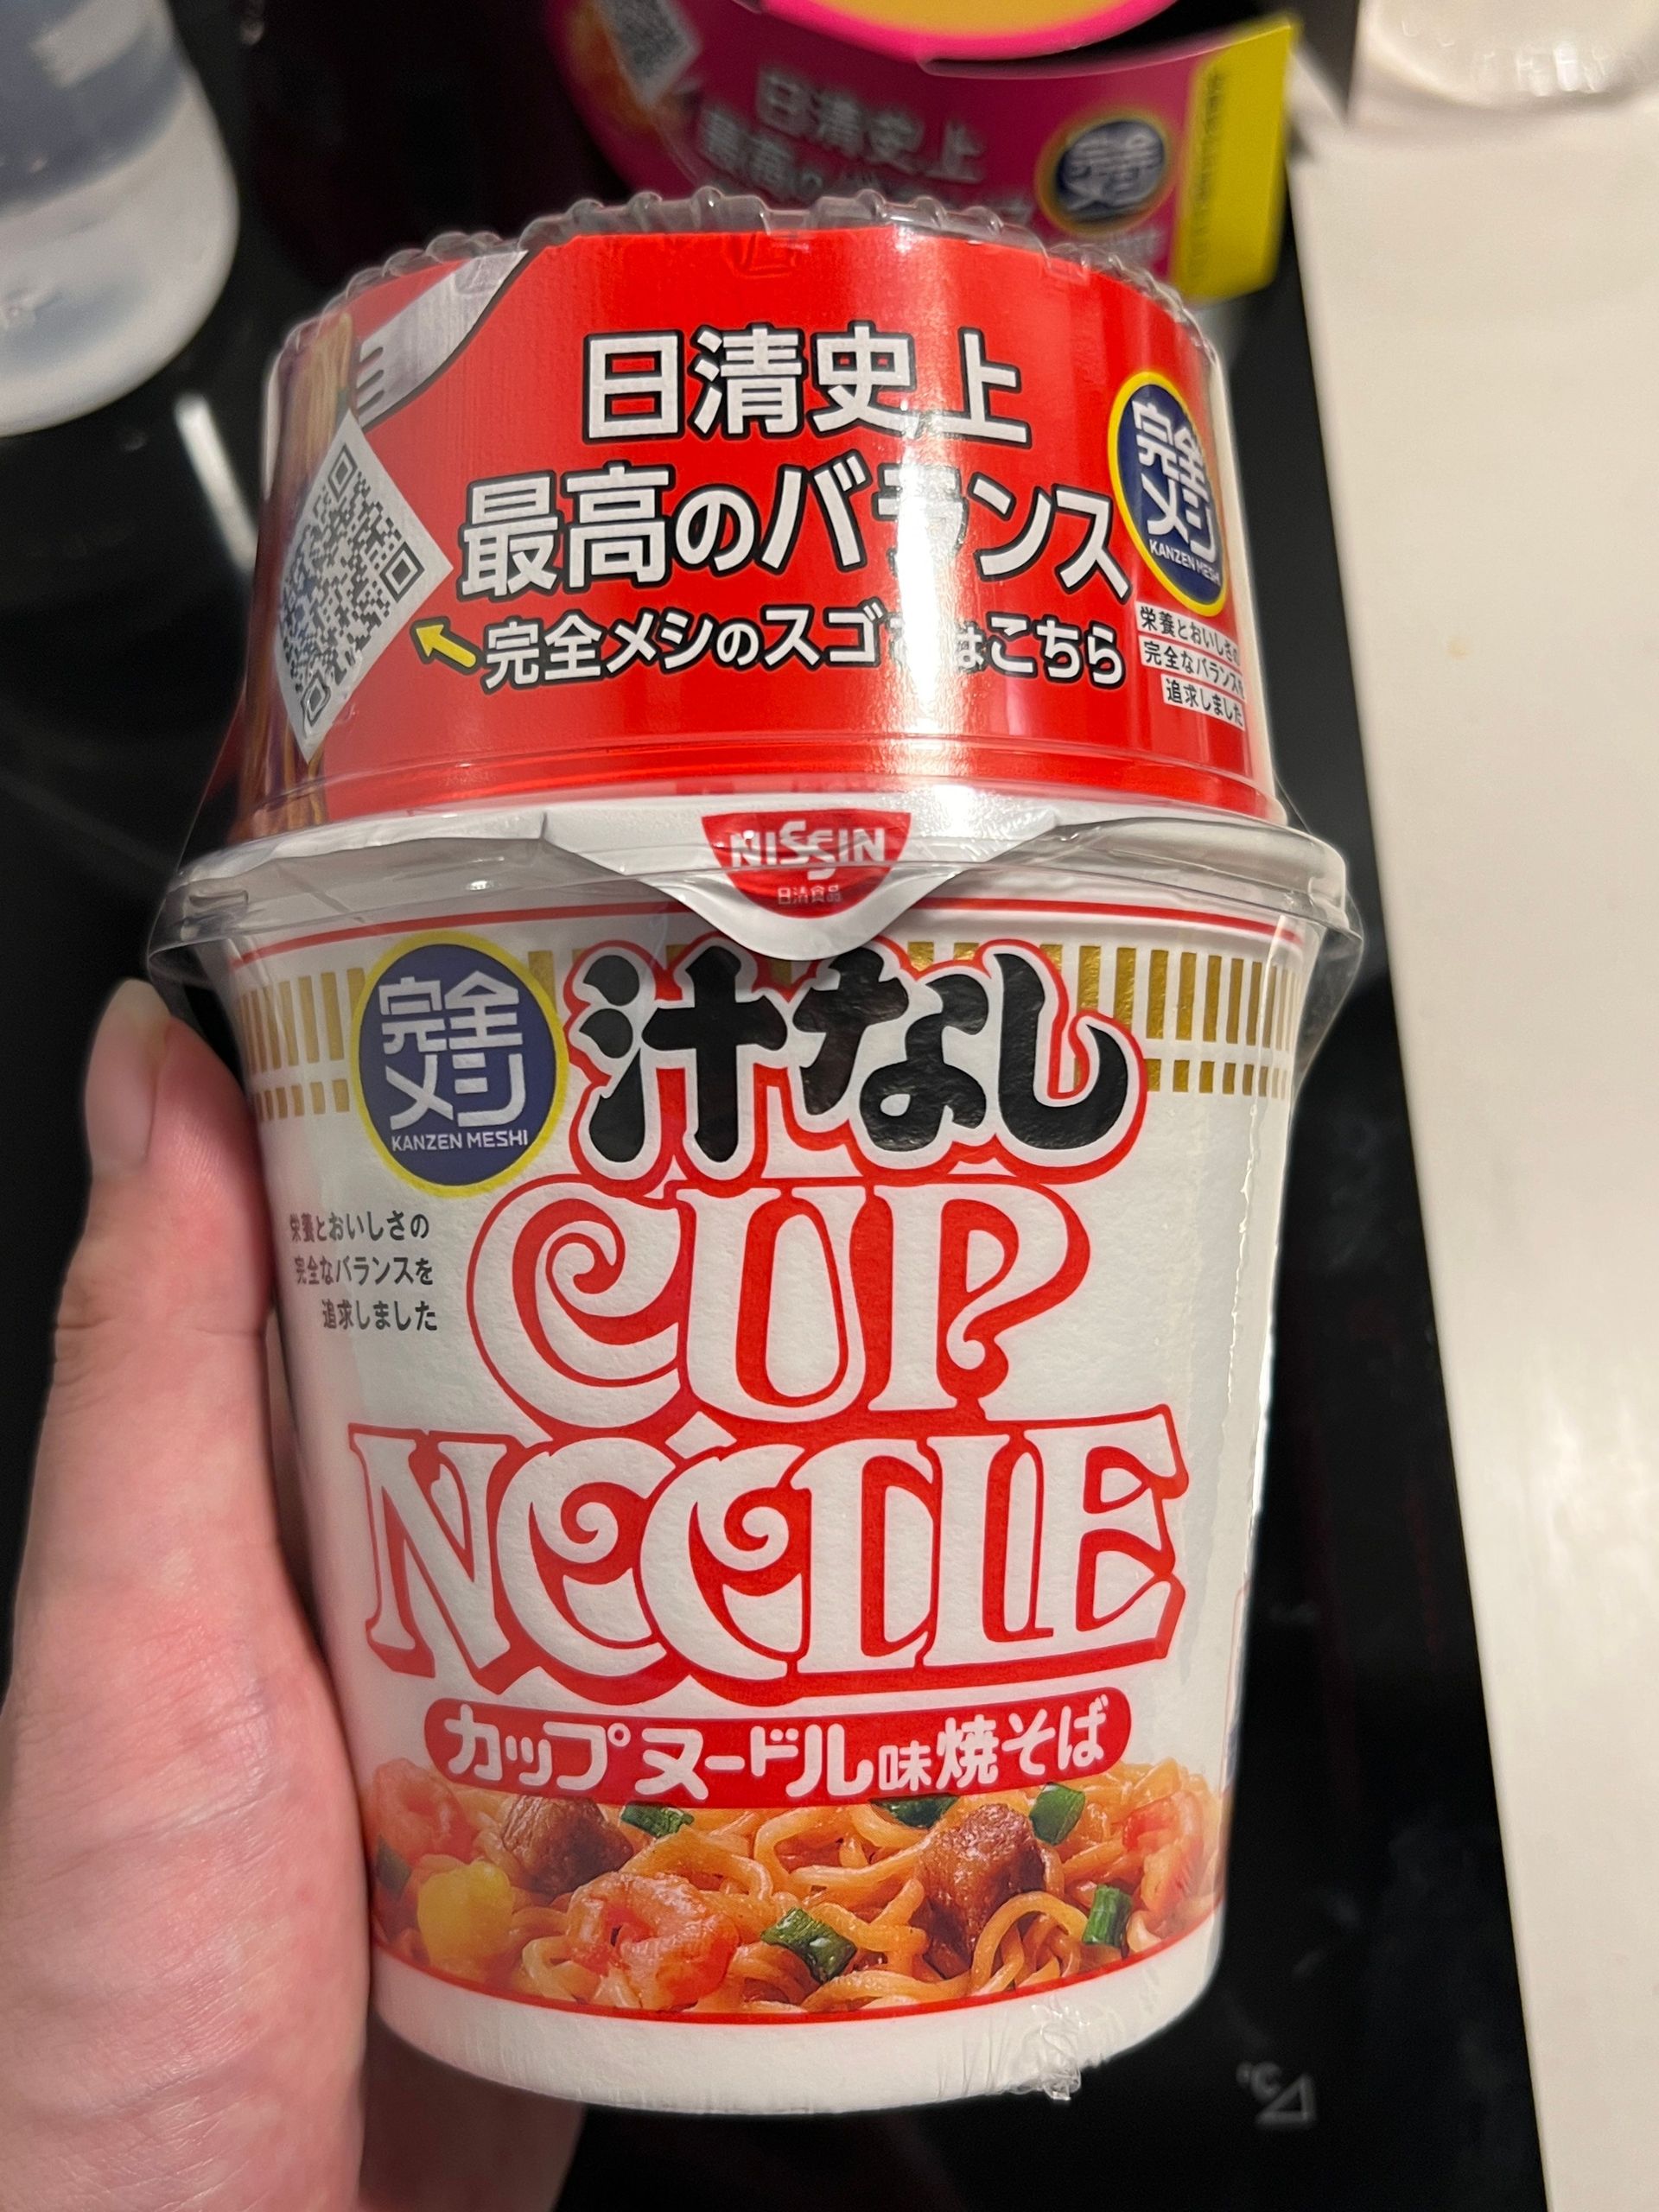 日清史上
完全
メシ
日清史上
最高のバランス
完全メシのスゴ はこちら
完全
メシ
KANZEN MESHI
栄養とおいしさの
完全なバランスを
追求しました
NISSIN
日清食品
完全
メシ
KANZEN MESHI
汁なし
栄養とおいしさの
完全なバランスを
追求しました
CUP
NOODLE
カップヌードル味焼そば
℃